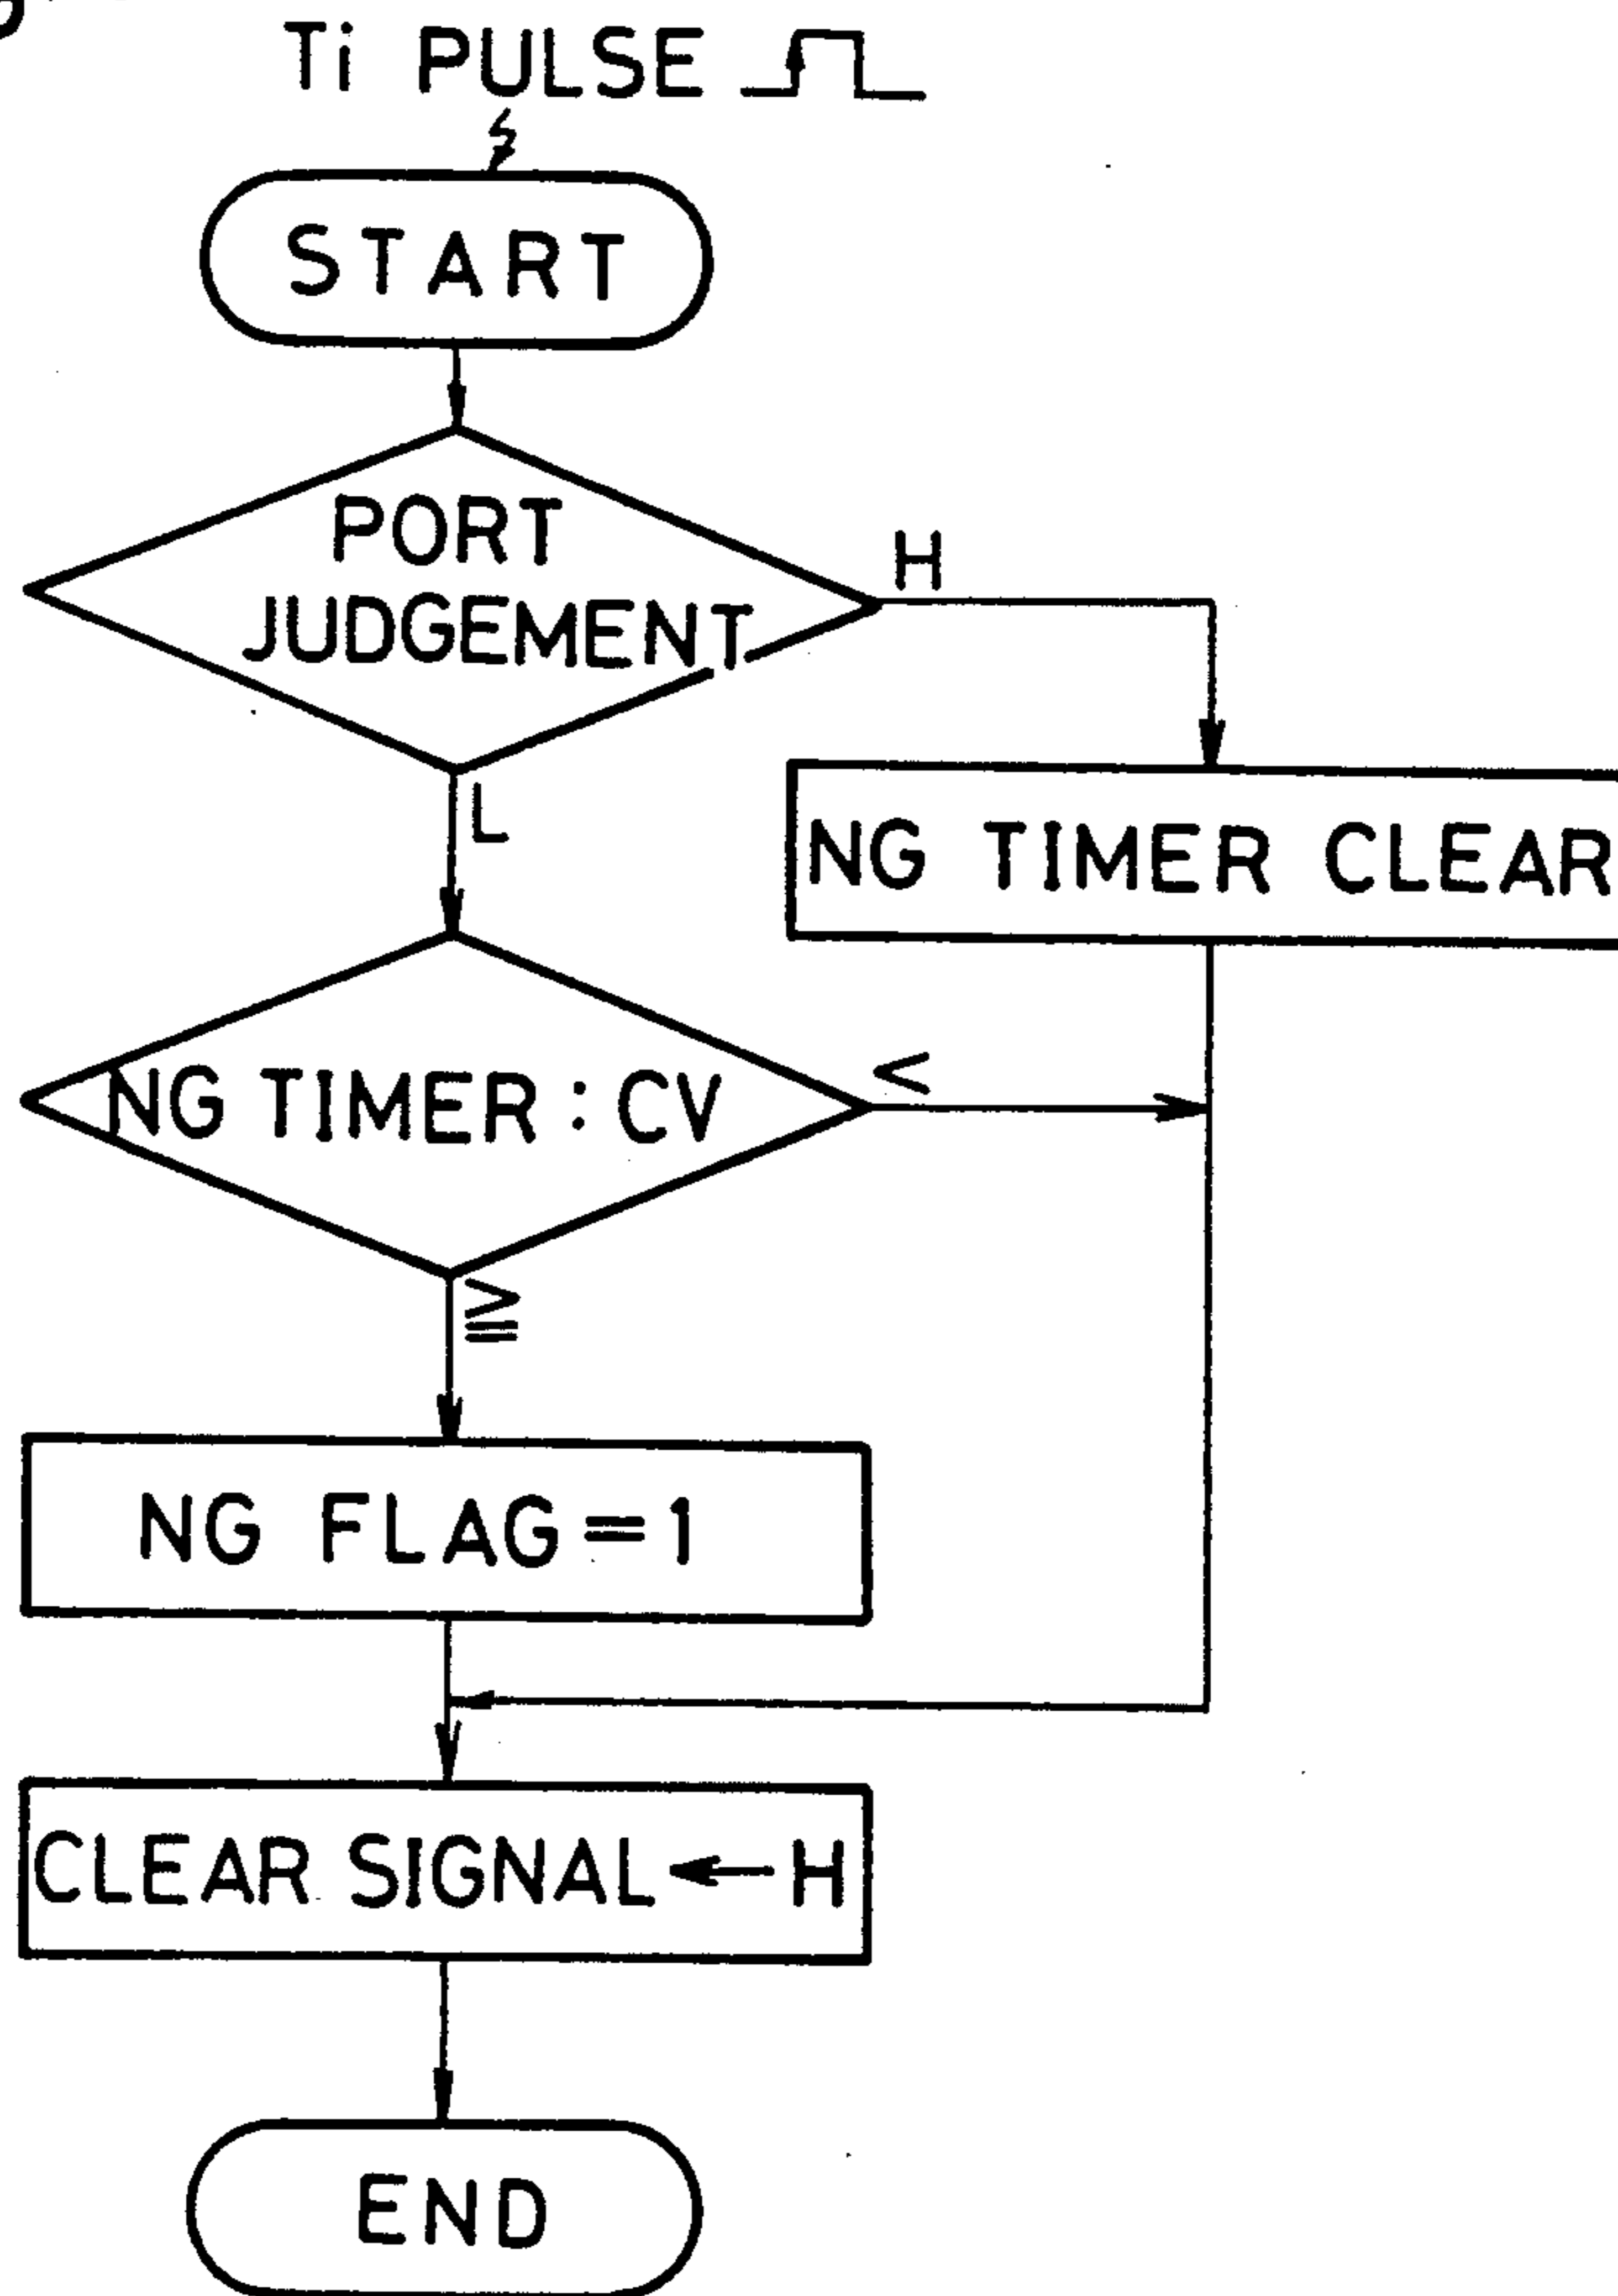 Ti PULSE
START
PORT
JUDGEMENT
H
L
NG TIMER CLEAR
NG TIMER : CV
<
≧
NG FLAG = 1
CLEAR SIGNAL ← H
END